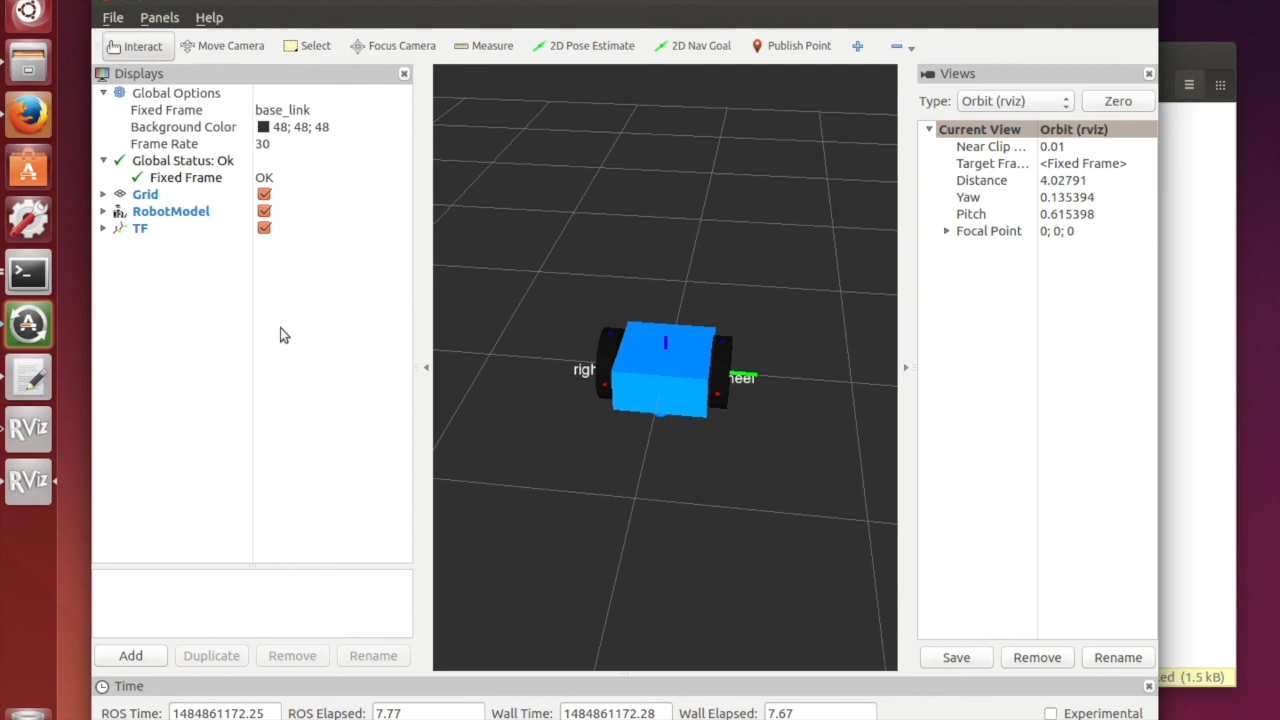 File Panels Help
Interact Move Camera Select Focus Camera Measure 2D Pose Estimate 2D Nav Goal Publish Point
Displays
Global Options
Fixed Frame base_link
Background Color 48; 48; 48
Frame Rate 30
Global Status: Ok
Fixed Frame OK
Grid
RobotModel
TF
Add Duplicate Remove Rename
righ
heel
Views
Type: Orbit (rviz) Zero
Current View Orbit (rviz)
Near Clip ... 0.01
Target Fra... <Fixed Frame>
Distance 4.02791
Yaw 0.135394
Pitch 0.615398
Focal Point 0; 0; 0
Save Remove Rename
ed (1.5 kB)
Time
ROS Time: 1484861172.25 ROS Elapsed: 7.77 Wall Time: 1484861172.28 Wall Elapsed: 7.67 Experimental
RViz
RViz